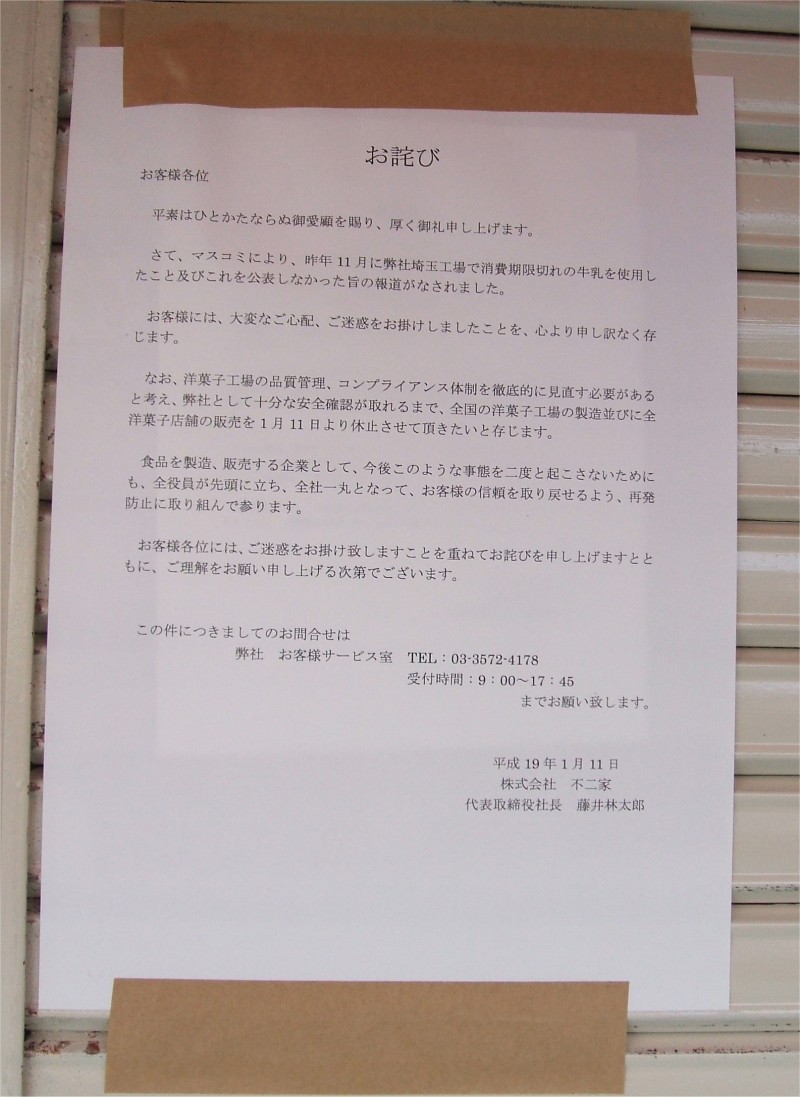 お詫び
お客様各位
平素はひとかたならぬ御愛顧を賜り、厚く御礼申し上げます。
さて、マスコミにより、昨年 11 月に弊社埼玉工場で消費期限切れの牛乳を使用し
たこと及びこれを公表しなかった旨の報道がなされました。
お客様には、大変なご心配、ご迷惑をお掛けしましたことを、心より申し訳なく存
じます。
なお、洋菓子工場の品質管理、コンプライアンス体制を徹底的に見直す必要がある
と考え、弊社として十分な安全確認が取れるまで、全国の洋菓子工場の製造並びに全
洋菓子店舗の販売を 1 月 11 日より休止させて頂きたいと存じます。
食品を製造、販売する企業として、今後このような事態を二度と起こさないために
も、全役員が先頭に立ち、全社一丸となって、お客様の信頼を取り戻せるよう、再発
防止に取り組んで参ります。
お客様各位には、ご迷惑をお掛け致しますことを重ねてお詫びを申し上げますとと
もに、ご理解をお願い申し上げる次第でございます。
この件につきましてのお問合せは
弊社　お客様サービス室　TEL：03-3572-4178
受付時間：9：00～17：45
までお願い致します。
平成 19 年 1 月 11 日
株式会社　不二家
代表取締役社長　藤井林太郎